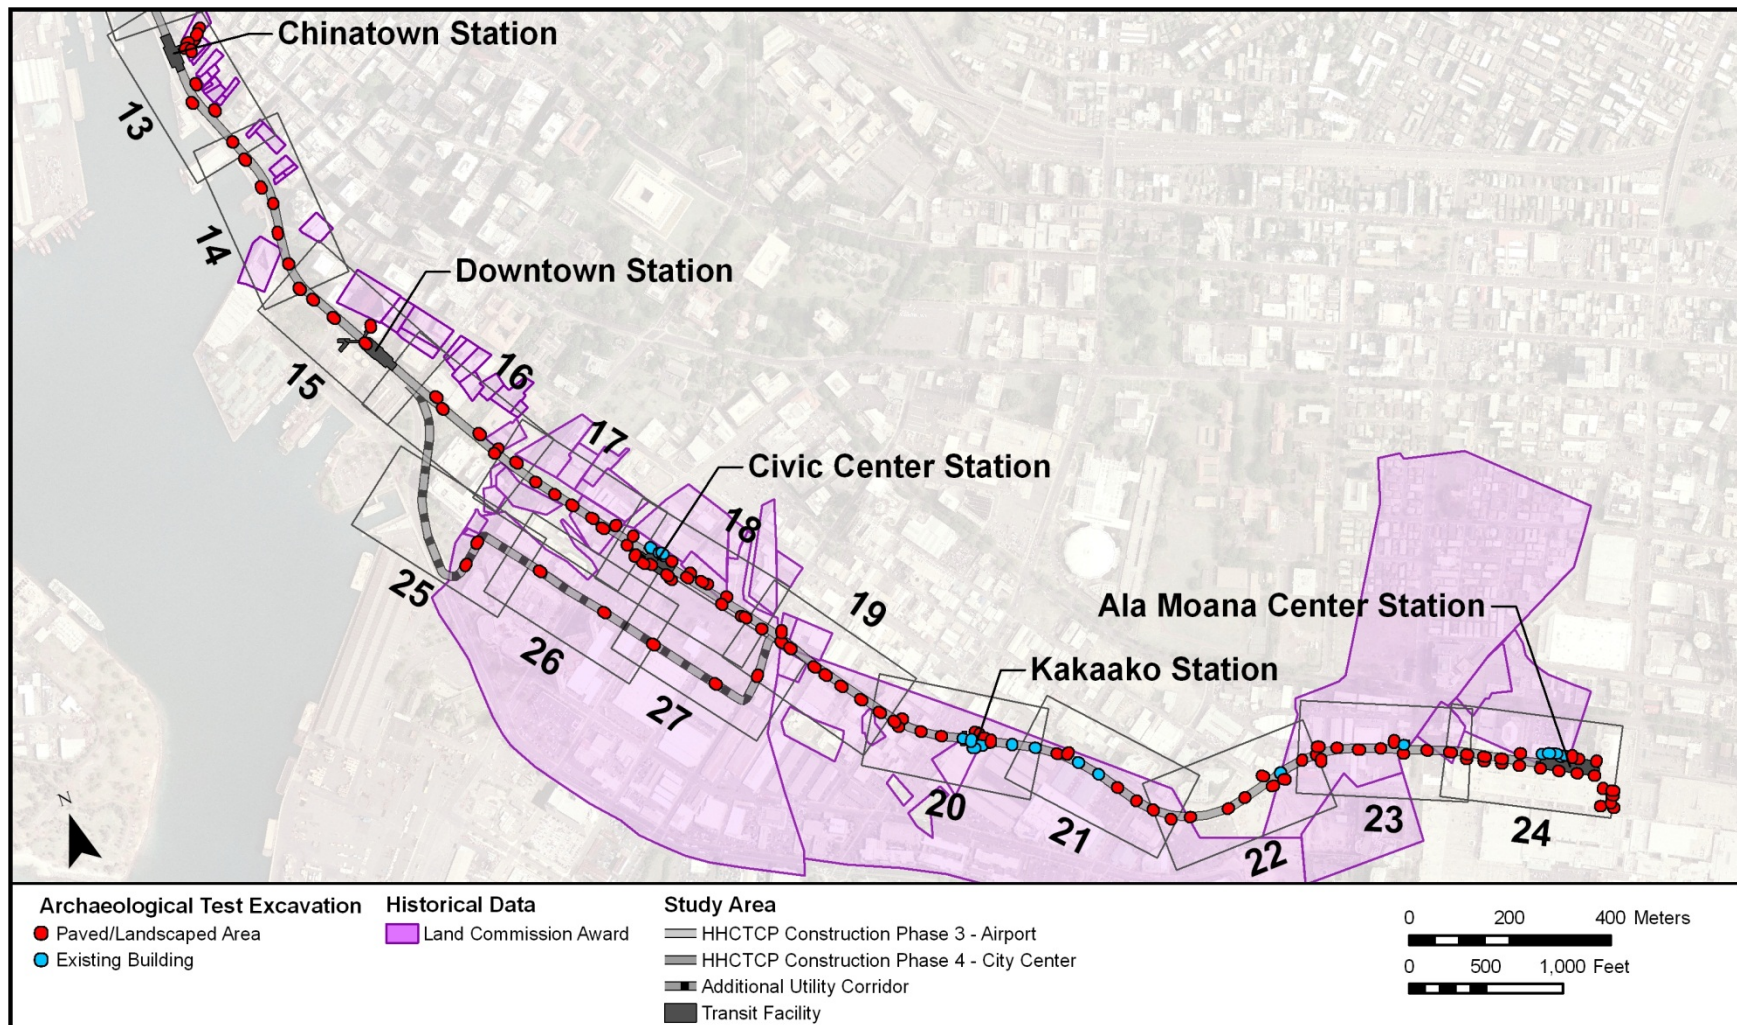 Chinatown Station
13
14
Downtown Station
15
16
17
Civic Center Station
18
25
19
Ala Moana Center Station
26
Kakaako Station
27
20
21
23
24
22
N
Archaeological Test Excavation
Paved/Landscaped Area
Existing Building
Historical Data
Land Commission Award
Study Area
HHCTCP Construction Phase 3 - Airport
HHCTCP Construction Phase 4 - City Center
Additional Utility Corridor
Transit Facility
0 200 400 Meters
0 500 1,000 Feet